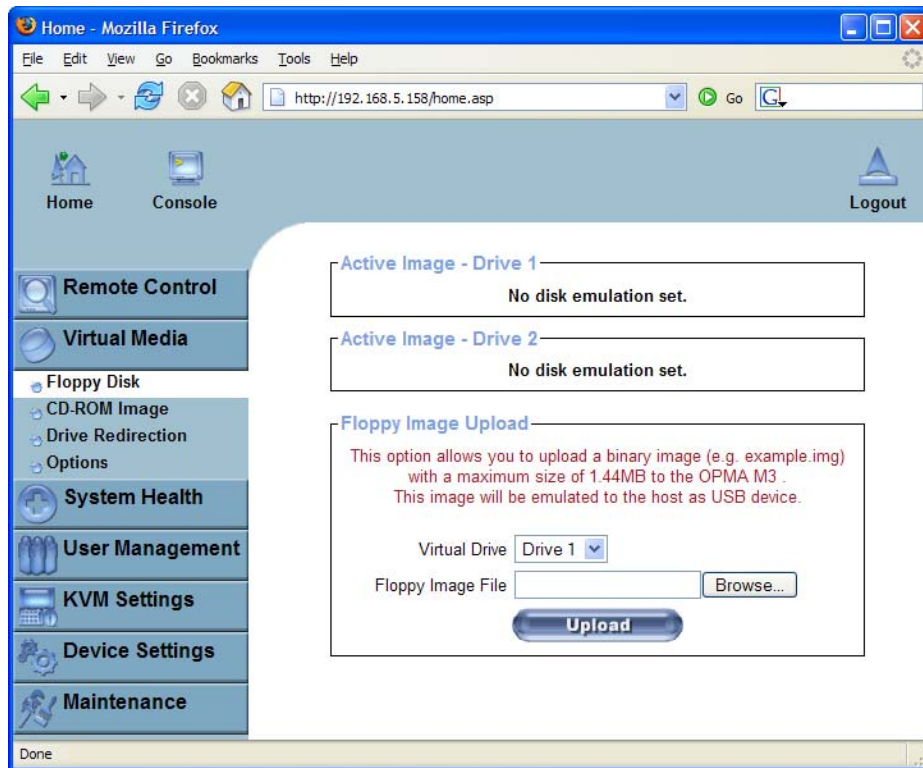 Home - Mozilla Firefox
File Edit View Go Bookmarks Tools Help
http://192.168.5.158/home.asp Go G
Home Console Logout
Remote Control
Virtual Media
Floppy Disk
CD-ROM Image
Drive Redirection
Options
System Health
User Management
KVM Settings
Device Settings
Maintenance
Active Image - Drive 1
No disk emulation set.
Active Image - Drive 2
No disk emulation set.
Floppy Image Upload
This option allows you to upload a binary image (e.g. example.img)
with a maximum size of 1.44MB to the OPMA M3 .
This image will be emulated to the host as USB device.
Virtual Drive Drive 1
Floppy Image File Browse...
Upload
Done